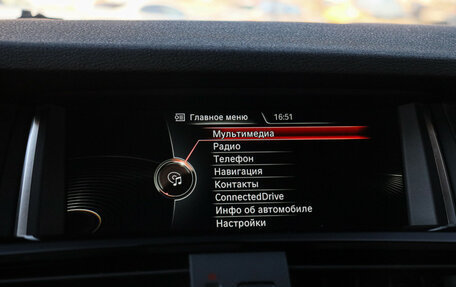 Главное меню 16:51
Мультимедиа
Радио
Телефон
Навигация
Контакты
ConnectedDrive
Инфо об автомобиле
Настройки